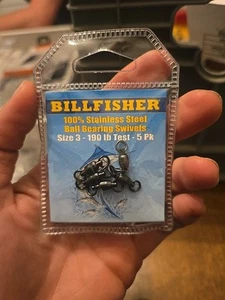 BILLFISHER
100% Stainless Steel
Ball Bearing Swivels
Size 3 - 190 lb Test - 5 Pk